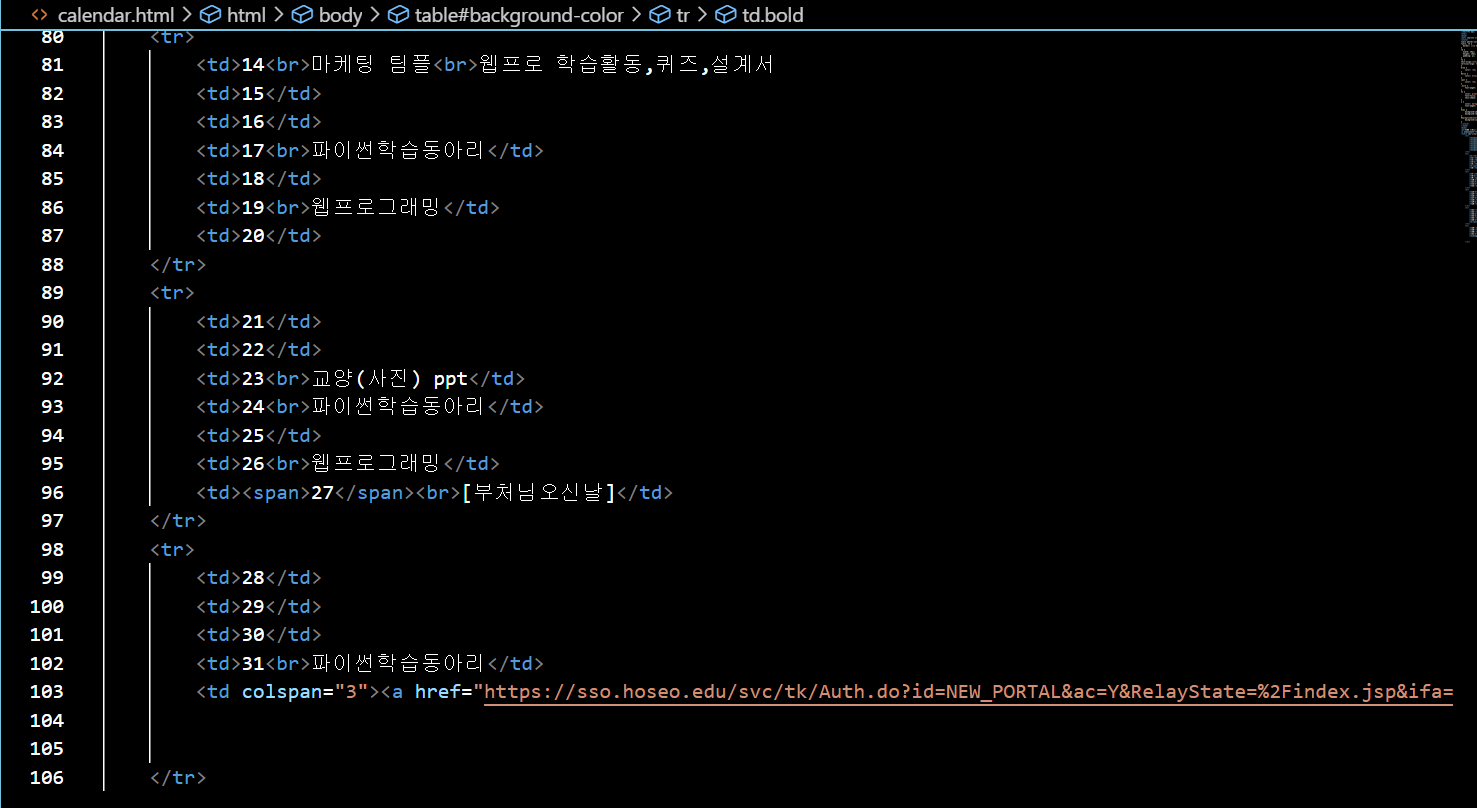 calendar.html > html > body > table#background-color > tr > td.bold
80 <tr>
81 <td>14<br>마케팅 팀플<br>웹프로 학습활동,퀴즈,설계서
82 <td>15</td>
83 <td>16</td>
84 <td>17<br>파이썬학습동아리</td>
85 <td>18</td>
86 <td>19<br>웹프로그래밍</td>
87 <td>20</td>
88 </tr>
89 <tr>
90 <td>21</td>
91 <td>22</td>
92 <td>23<br>교양(사진) ppt</td>
93 <td>24<br>파이썬학습동아리</td>
94 <td>25</td>
95 <td>26<br>웹프로그래밍</td>
96 <td><span>27</span><br>[부처님오신날]</td>
97 </tr>
98 <tr>
99 <td>28</td>
100 <td>29</td>
101 <td>30</td>
102 <td>31<br>파이썬학습동아리</td>
103 <td colspan="3"><a href="https://sso.hoseo.edu/svc/tk/Auth.do?id=NEW_PORTAL&ac=Y&RelayState=%2Findex.jsp&ifa=
104
105
106 </tr>